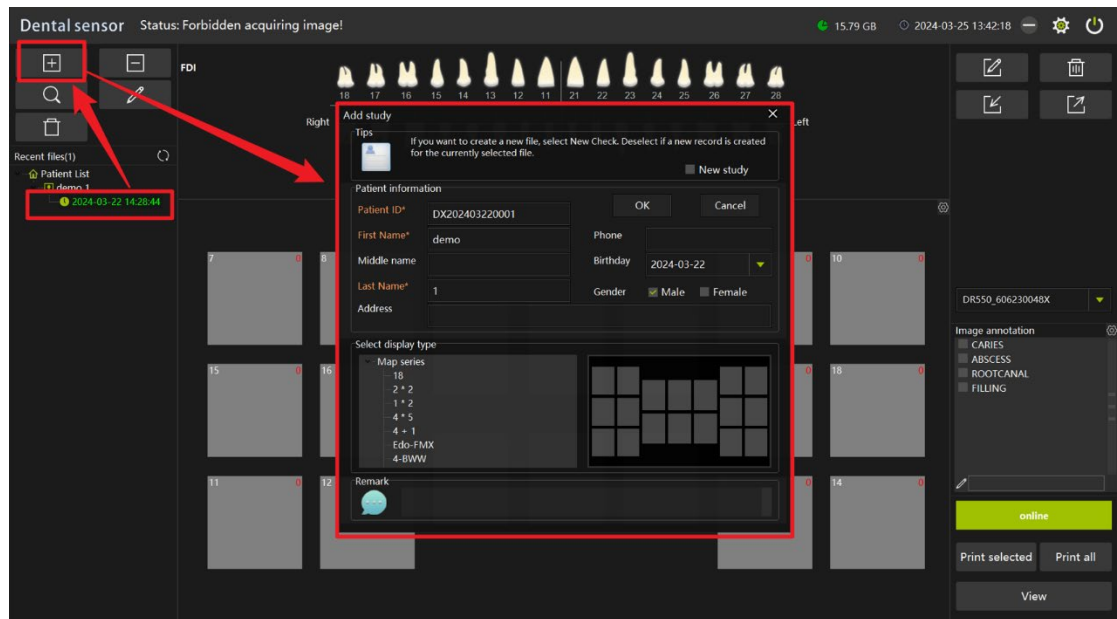 Dental sensor Status: Forbidden acquiring image! 15.79 GB 2024-03-25 13:42:18
FDI
18 17 16 15 14 13 12 11 21 22 23 24 25 26 27 28
Right Left
Recent files(1)
Patient List
demo 1
2024-03-22 14:28:44
Add study
Tips
If you want to create a new file, select New Check. Deselect if a new record is created
for the currently selected file.
New study
Patient information
Patient ID* DX202403220001 OK Cancel
First Name* demo Phone
Middle name Birthday 2024-03-22
Last Name* 1 Gender Male Female
Address
Select display type
Map series
18
2 * 2
1 * 2
4 * 5
4 + 1
Edo-FMX
4-BWW
Remark
7 0 8 0 10 0
15 0 16 0 18 0
11 0 12 0 14 0
DR550_606230048X
Image annotation
CARIES
ABSCESS
ROOTCANAL
FILLING
online
Print selected Print all
View